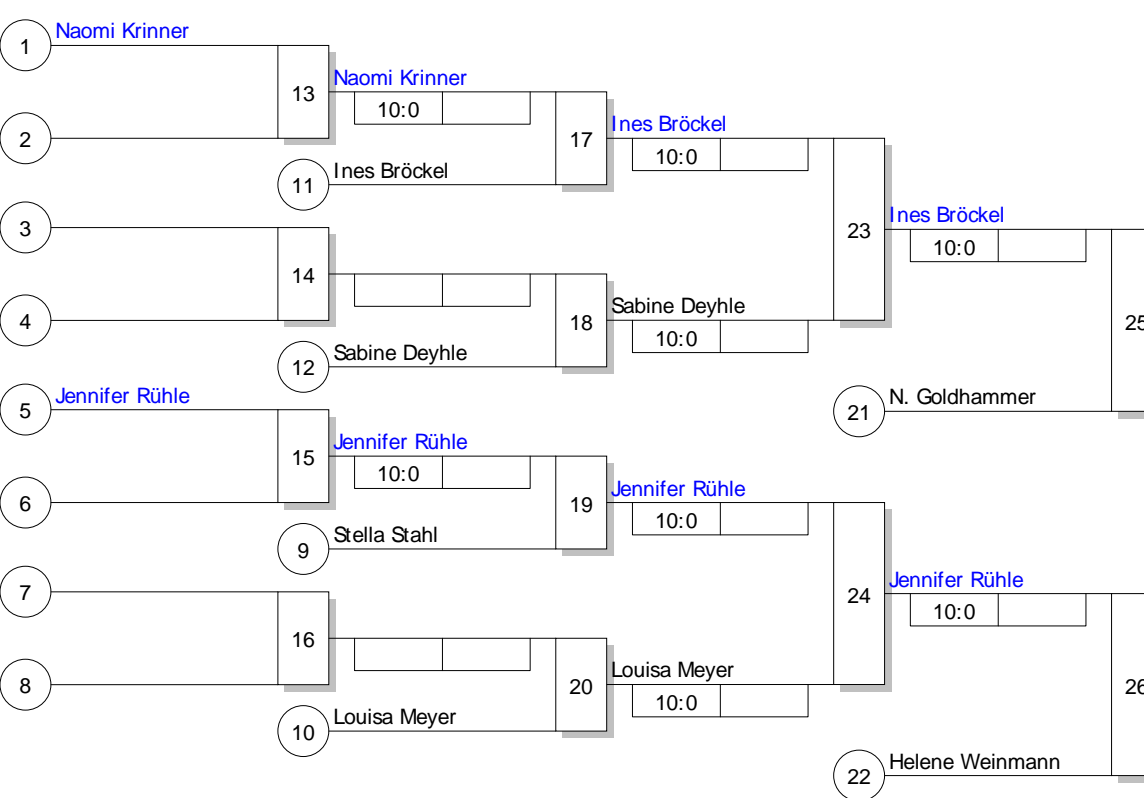 Naomi Krinner
1
13
Naomi Krinner
10:0
2
17
Ines Bröckel
10:0
11
Ines Bröckel
3
23
Ines Bröckel
10:0
14
4
18
Sabine Deyhle
10:0
25
12
Sabine Deyhle
5
Jennifer Rühle
21
N. Goldhammer
15
Jennifer Rühle
10:0
6
19
Jennifer Rühle
10:0
9
Stella Stahl
7
24
Jennifer Rühle
10:0
16
8
20
Louisa Meyer
10:0
26
10
Louisa Meyer
22
Helene Weinmann